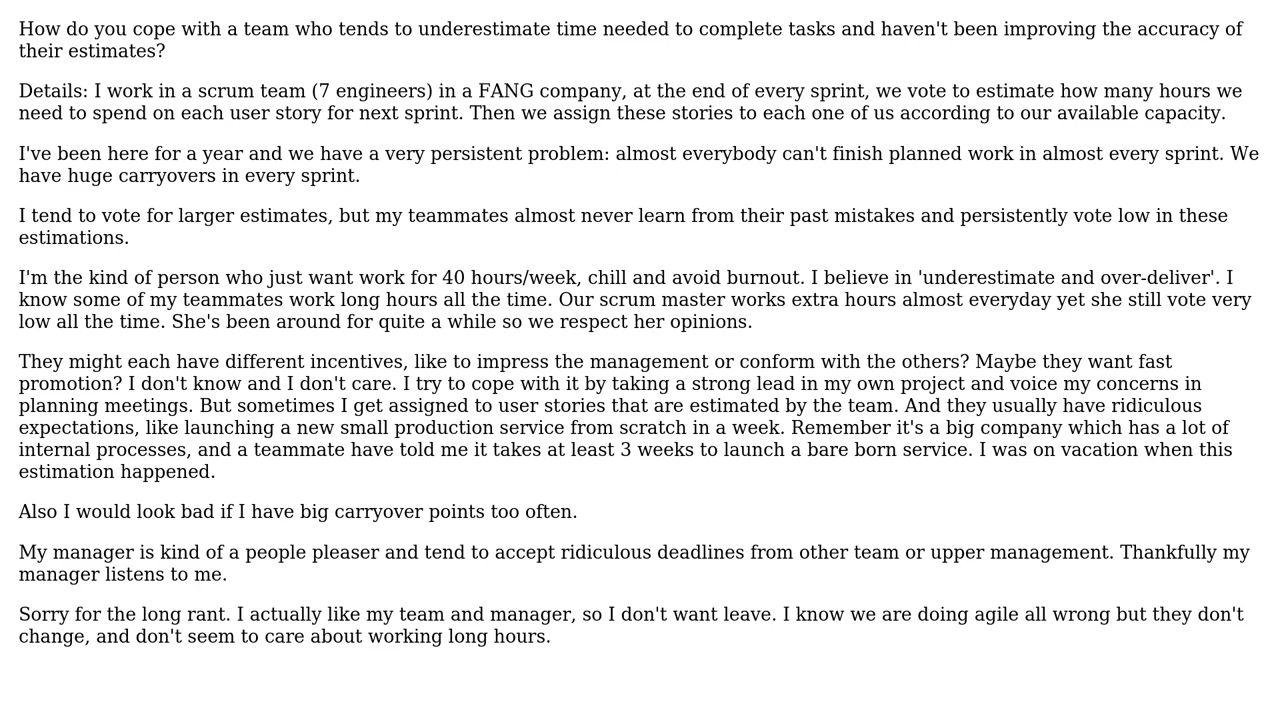 How do you cope with a team who tends to underestimate time needed to complete tasks and haven't been improving the accuracy of
their estimates?
Details: I work in a scrum team (7 engineers) in a FANG company, at the end of every sprint, we vote to estimate how many hours we
need to spend on each user story for next sprint. Then we assign these stories to each one of us according to our available capacity.
I've been here for a year and we have a very persistent problem: almost everybody can't finish planned work in almost every sprint. We
have huge carryovers in every sprint.
I tend to vote for larger estimates, but my teammates almost never learn from their past mistakes and persistently vote low in these
estimations.
I'm the kind of person who just want work for 40 hours/week, chill and avoid burnout. I believe in 'underestimate and over-deliver'. I
know some of my teammates work long hours all the time. Our scrum master works extra hours almost everyday yet she still vote very
low all the time. She's been around for quite a while so we respect her opinions.
They might each have different incentives, like to impress the management or conform with the others? Maybe they want fast
promotion? I don't know and I don't care. I try to cope with it by taking a strong lead in my own project and voice my concerns in
planning meetings. But sometimes I get assigned to user stories that are estimated by the team. And they usually have ridiculous
expectations, like launching a new small production service from scratch in a week. Remember it's a big company which has a lot of
internal processes, and a teammate have told me it takes at least 3 weeks to launch a bare born service. I was on vacation when this
estimation happened.
Also I would look bad if I have big carryover points too often.
My manager is kind of a people pleaser and tend to accept ridiculous deadlines from other team or upper management. Thankfully my
manager listens to me.
Sorry for the long rant. I actually like my team and manager, so I don't want leave. I know we are doing agile all wrong but they don't
change, and don't seem to care about working long hours.